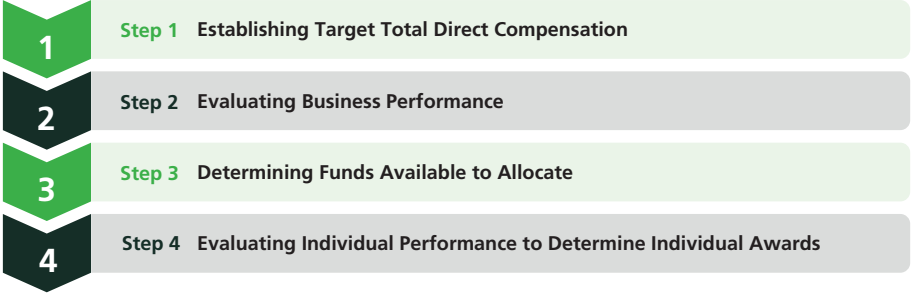 1 Step 1 Establishing Target Total Direct Compensation
2 Step 2 Evaluating Business Performance
3 Step 3 Determining Funds Available to Allocate
4 Step 4 Evaluating Individual Performance to Determine Individual Awards